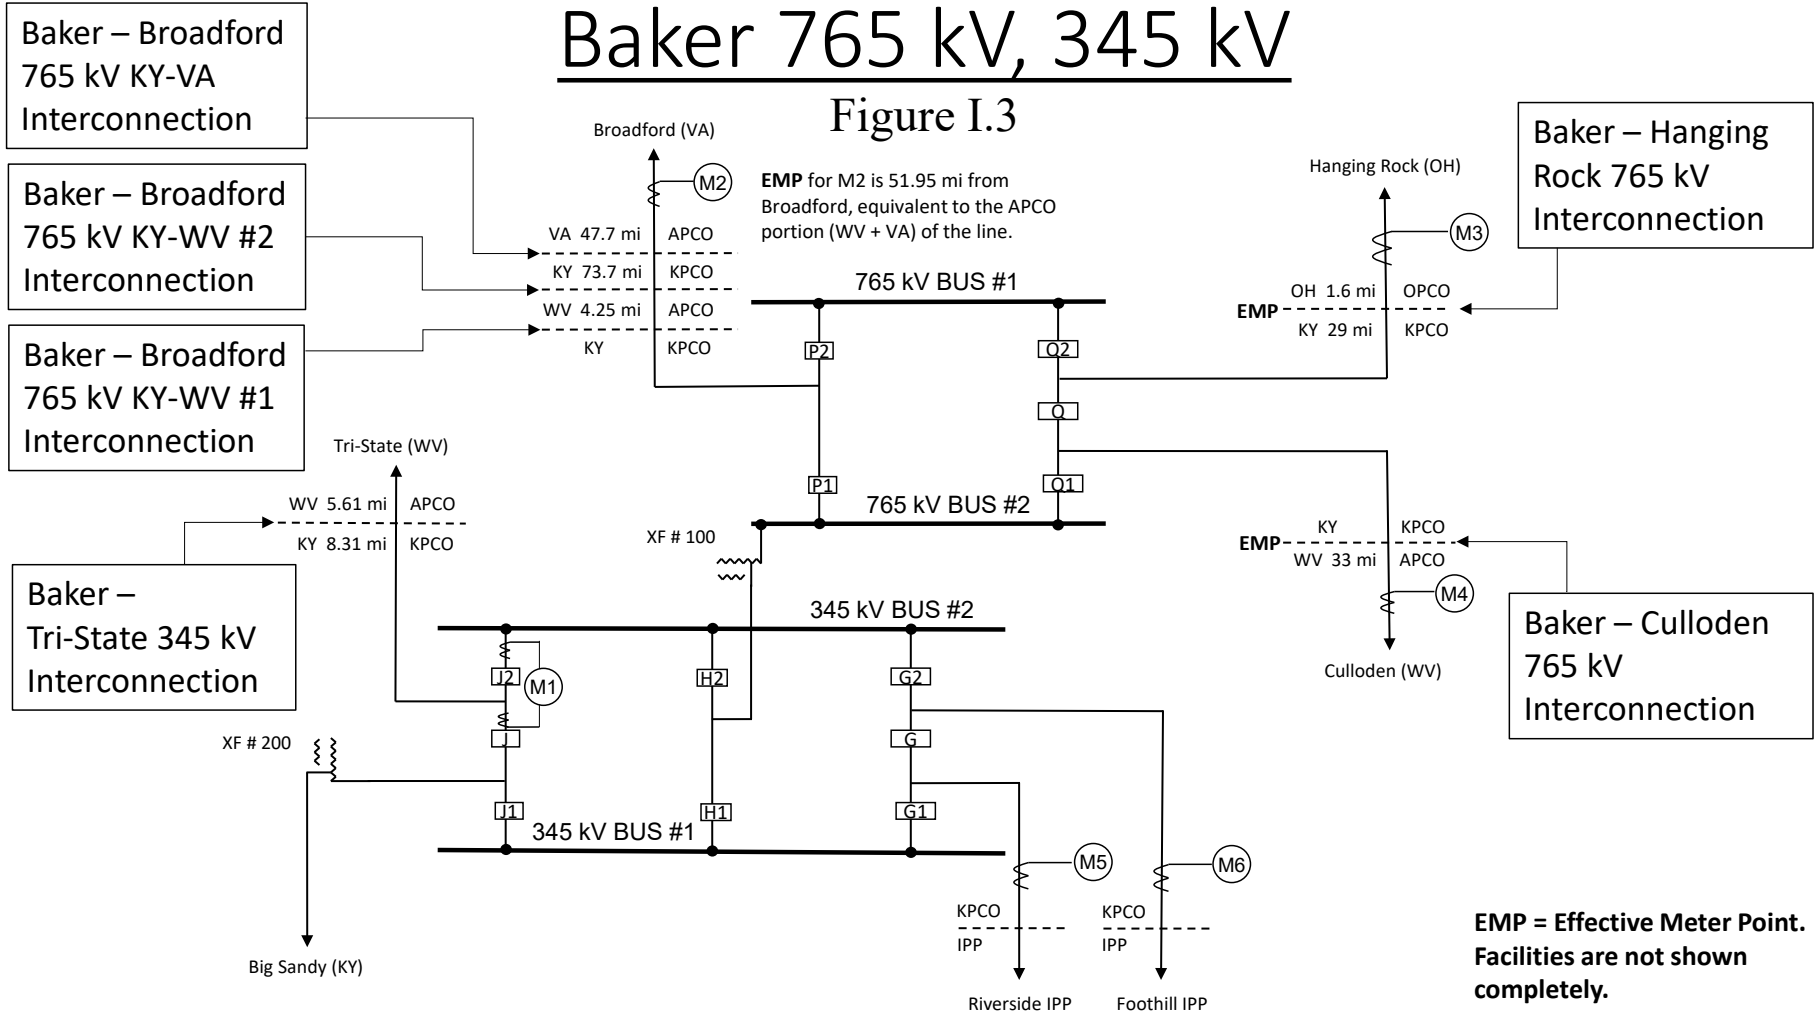 Baker 765 kV, 345 kV
Figure I.3
Baker – Broadford
765 kV KY-VA
Interconnection
Baker – Broadford
765 kV KY-WV #2
Interconnection
Baker – Broadford
765 kV KY-WV #1
Interconnection
Broadford (VA)
M2
EMP for M2 is 51.95 mi from
Broadford, equivalent to the APCO
portion (WV + VA) of the line.
VA 47.7 mi APCO
KY 73.7 mi KPCO
WV 4.25 mi APCO
KY KPCO
Hanging Rock (OH)
M3
Baker – Hanging
Rock 765 kV
Interconnection
OH 1.6 mi OPCO
EMP
KY 29 mi KPCO
765 kV BUS #1
P2
Q2
Q
P1
Q1
765 kV BUS #2
Tri-State (WV)
WV 5.61 mi APCO
KY 8.31 mi KPCO
Baker –
Tri-State 345 kV
Interconnection
XF # 100
KY KPCO
EMP
WV 33 mi APCO
M4
Culloden (WV)
Baker – Culloden
765 kV
Interconnection
345 kV BUS #2
J2
M1
H2
G2
J
G
XF # 200
J1
H1
G1
345 kV BUS #1
M5
M6
KPCO
IPP
KPCO
IPP
Big Sandy (KY)
Riverside IPP
Foothill IPP
EMP = Effective Meter Point.
Facilities are not shown
completely.